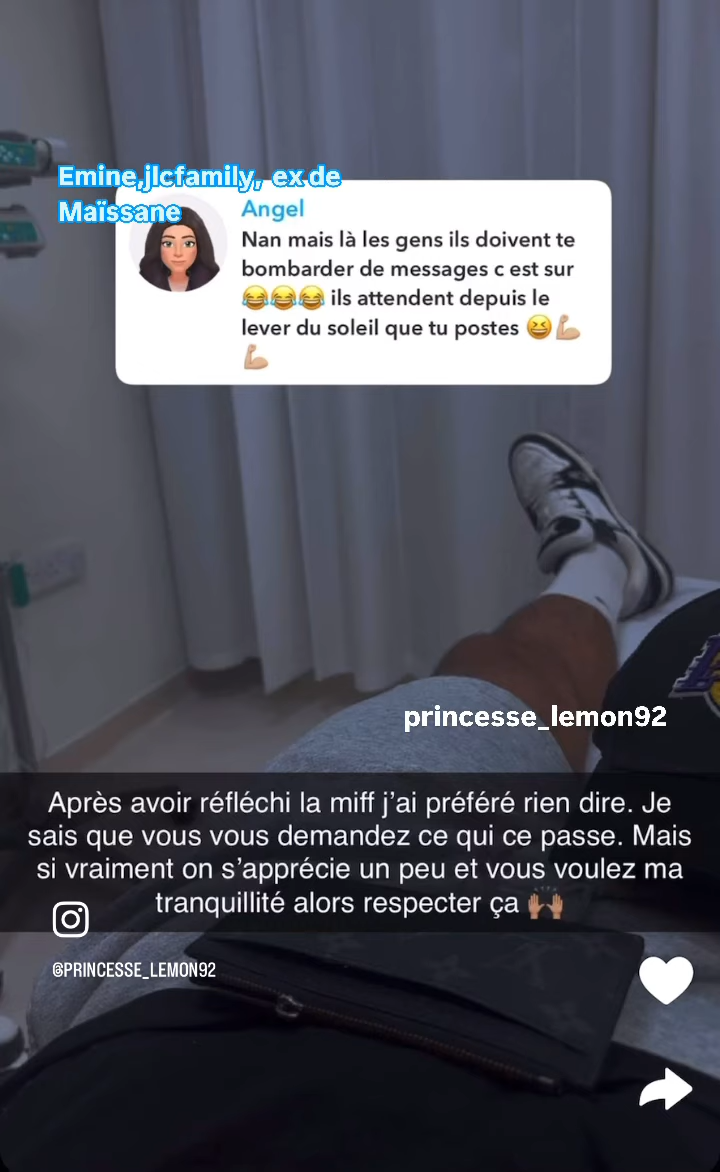 Emine,jlcfamily, ex de
Maïssane
Angel
Nan mais là les gens ils doivent te
bombarder de messages c est sur
😂😂😂 ils attendent depuis le
lever du soleil que tu postes 😆💪🏼
💪🏼
princesse_lemon92
Après avoir réfléchi la miff j’ai préféré rien dire. Je
sais que vous vous demandez ce qui ce passe. Mais
si vraiment on s’apprécie un peu et vous voulez ma
tranquillité alors respecter ça 🙌🏽
@PRINCESSE_LEMON92